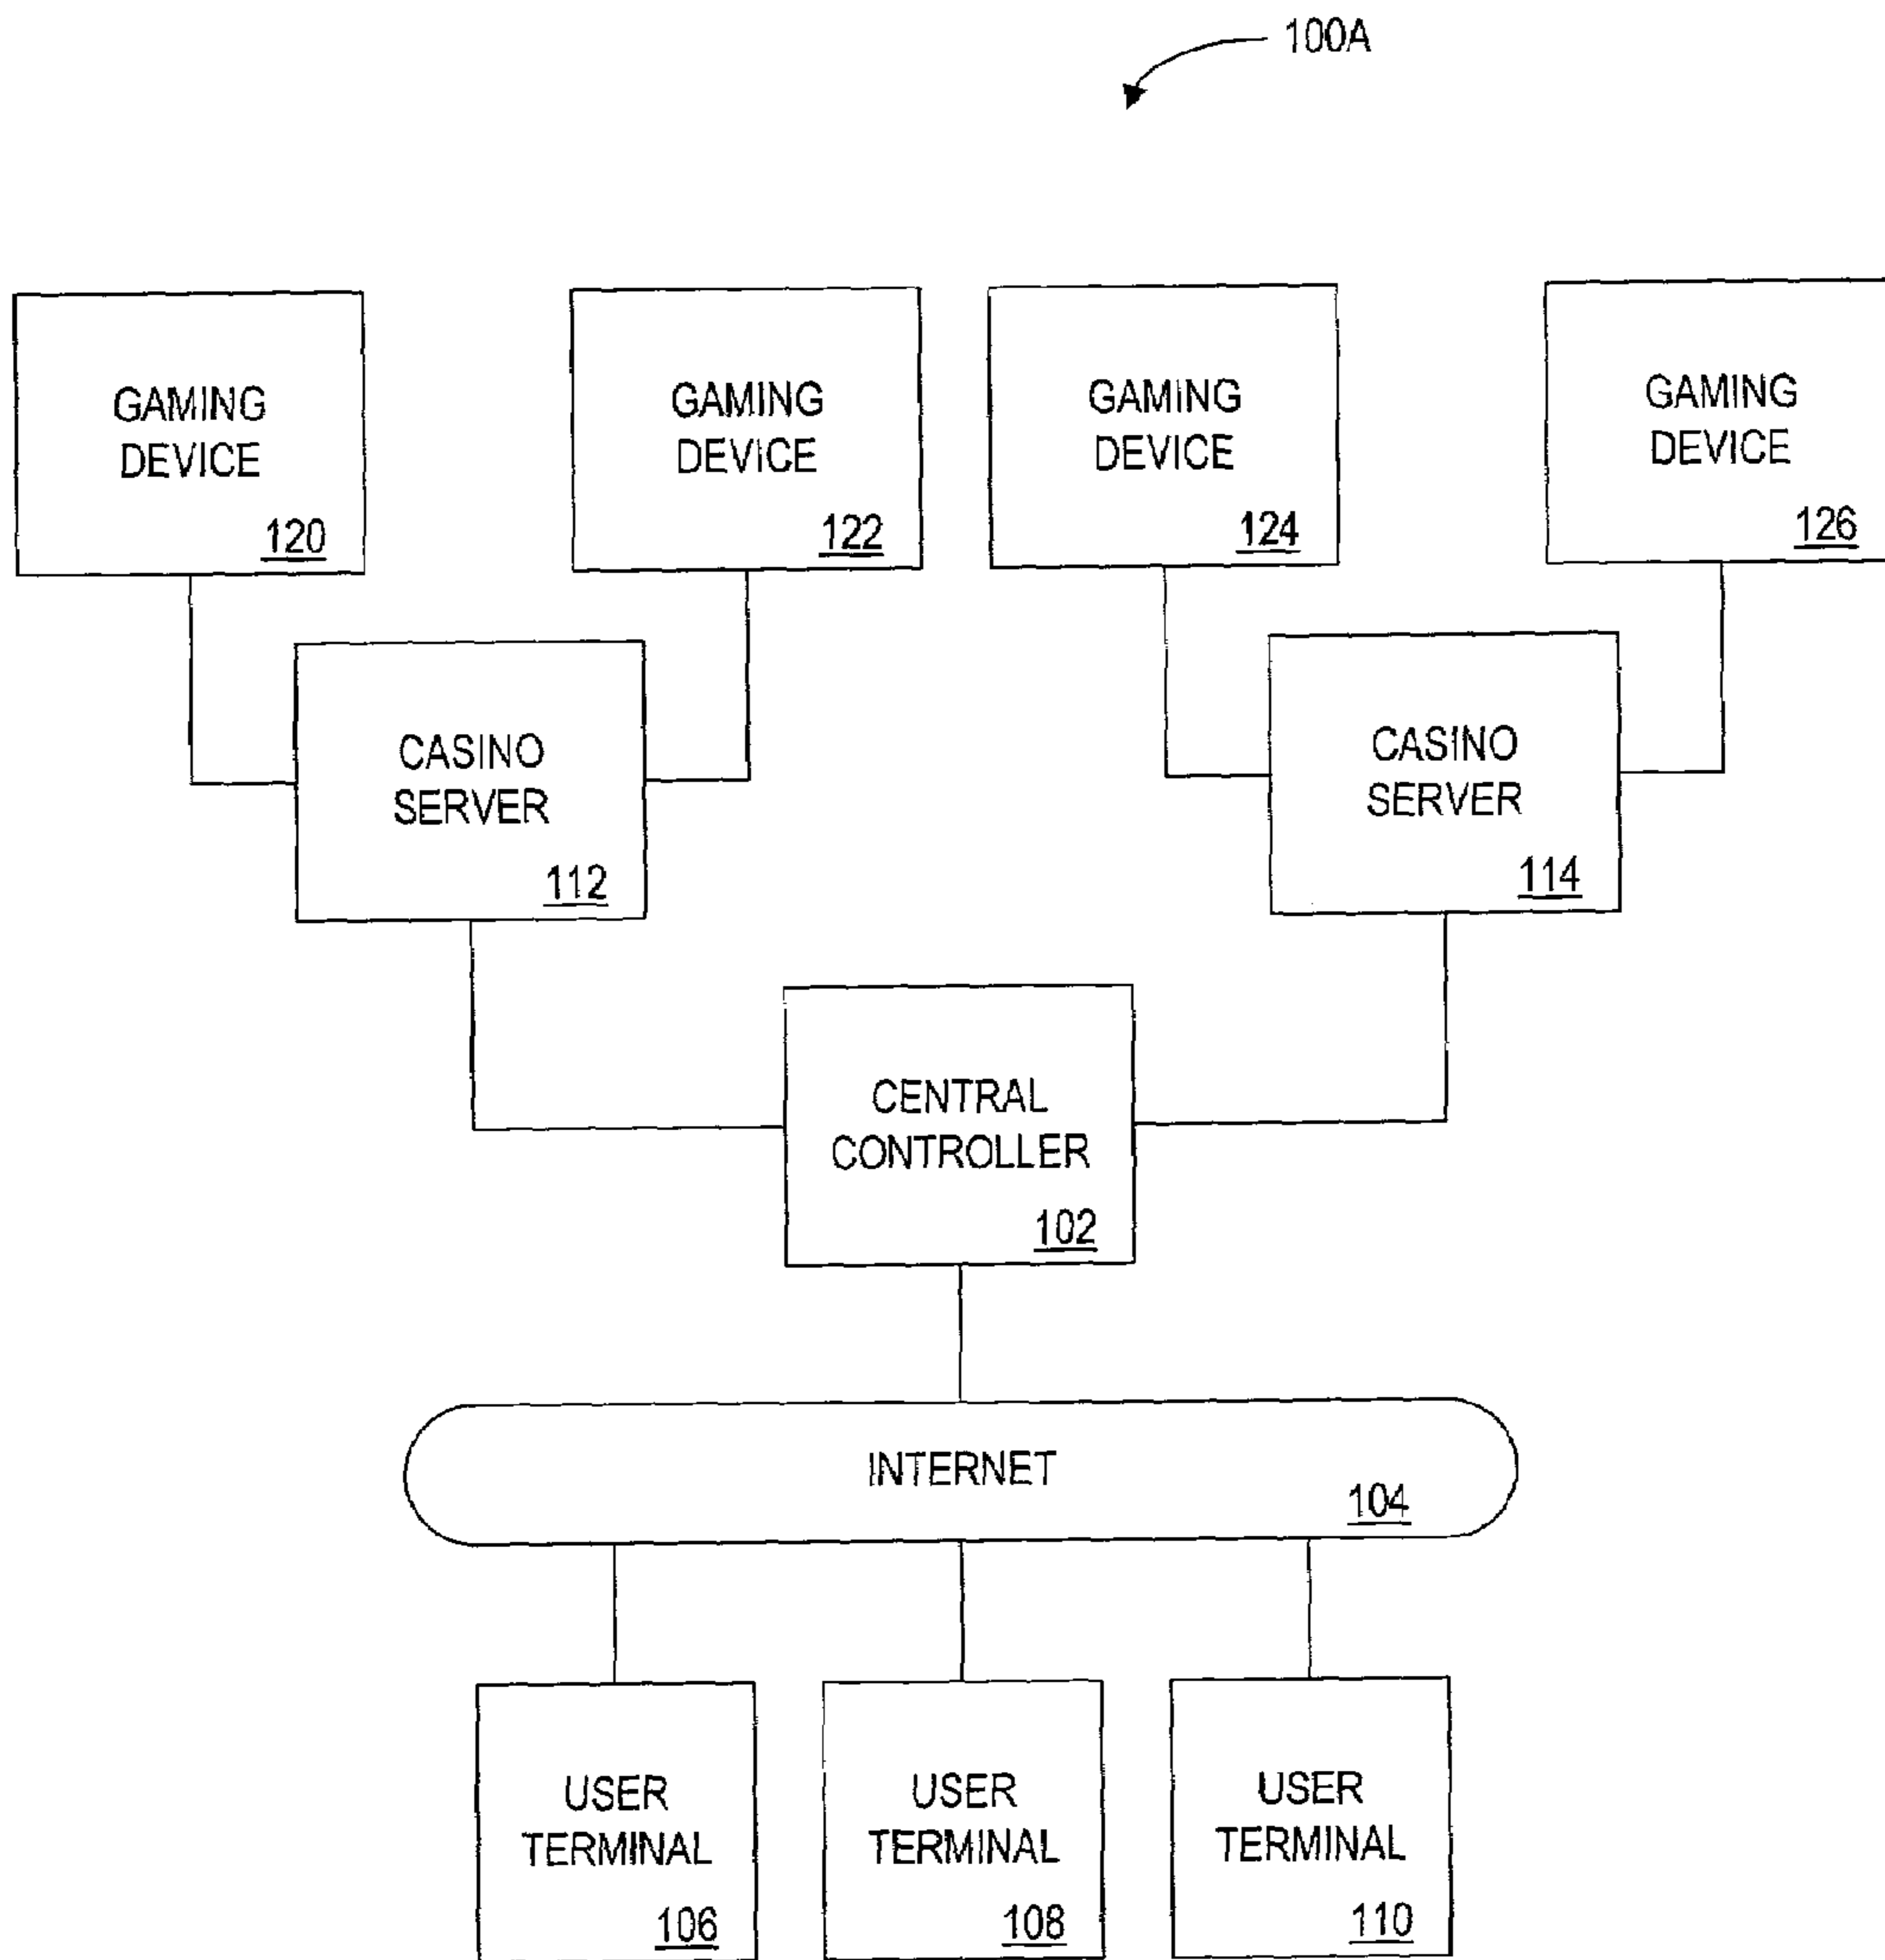 100A
GAMING
DEVICE
120
GAMING
DEVICE
122
GAMING
DEVICE
124
GAMING
DEVICE
126
CASINO
SERVER
112
CASINO
SERVER
114
CENTRAL
CONTROLLER
102
INTERNET
104
USER
TERMINAL
106
USER
TERMINAL
108
USER
TERMINAL
110